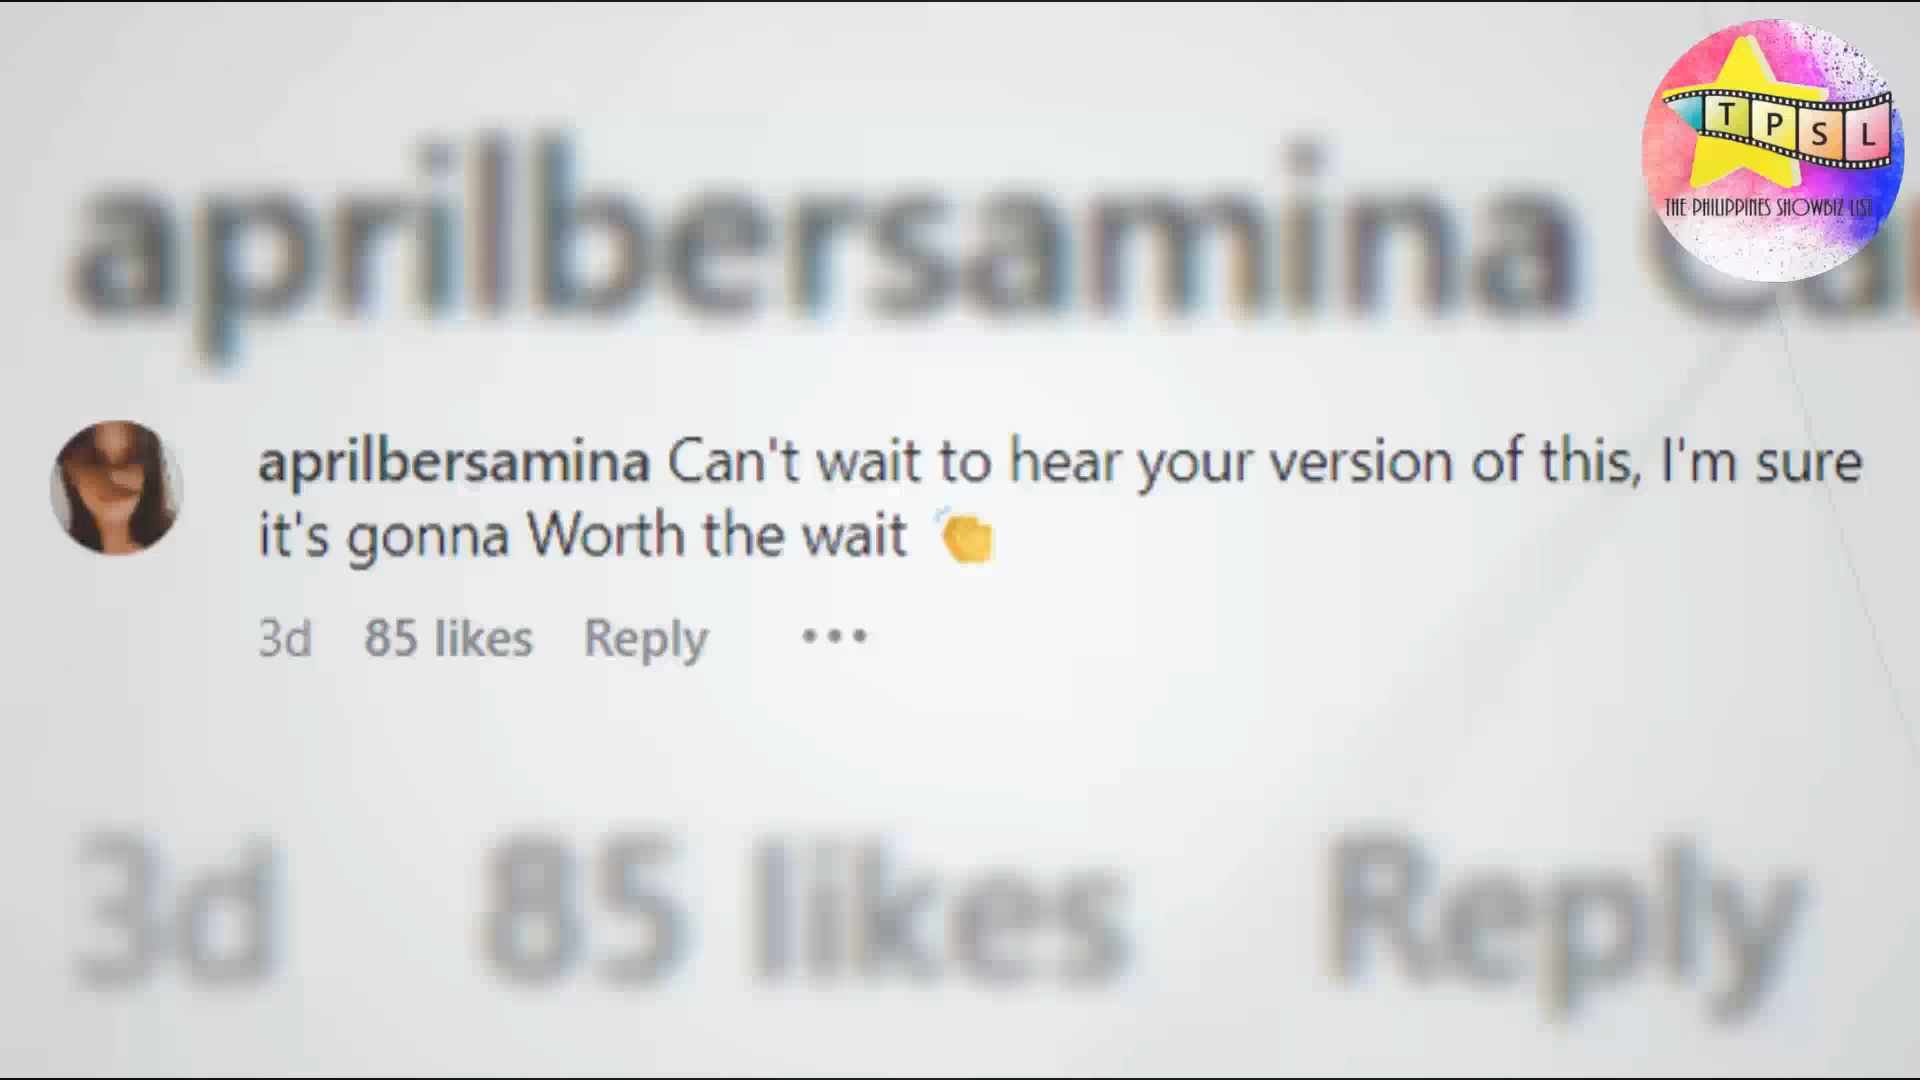 T P S L
THE PHILIPPINES SHOWBIZ LIST
aprilbersamina
aprilbersamina Can't wait to hear your version of this, I'm sure
it's gonna Worth the wait 👏
3d 85 likes Reply •••
3d 85 likes Reply